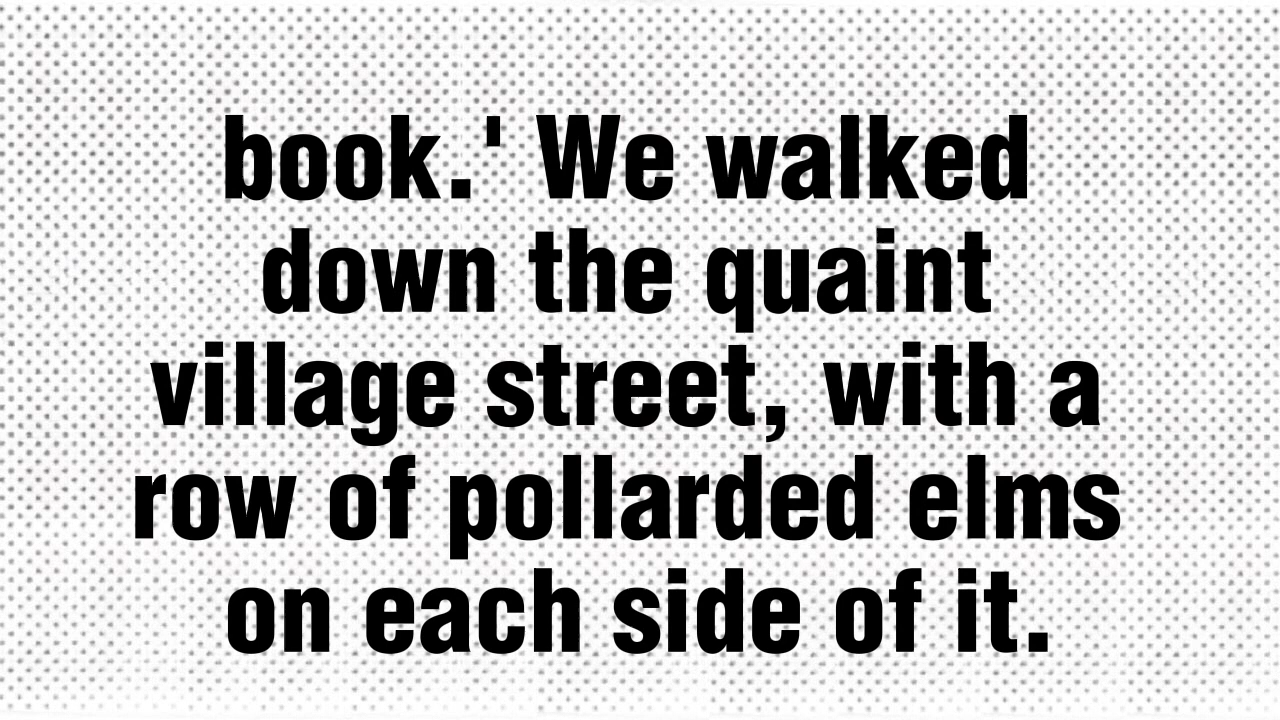 book.' We walked
down the quaint
village street, with a
row of pollarded elms
on each side of it.